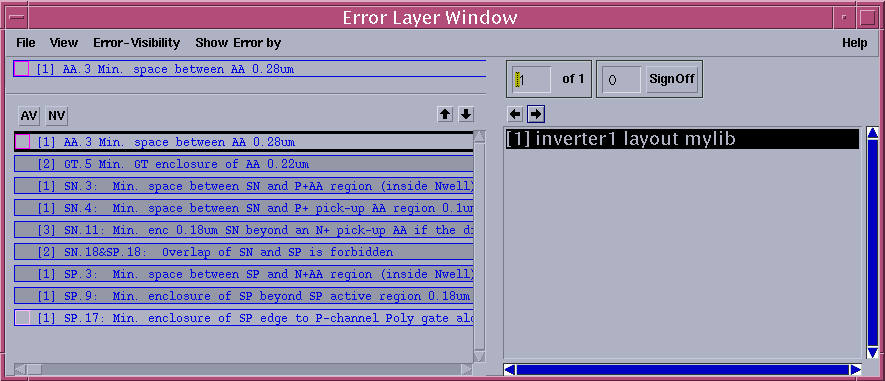 Error Layer Window
File View Error-Visibility Show Error by Help
[1] AA.3 Min. space between AA 0.28um
1 of 1 0 SignOff
AV NV
[1] AA.3 Min. space between AA 0.28um
[2] GT.5 Min. GT enclosure of AA 0.22um
[1] SN.3: Min. space between SN and P+AA region (inside Nwell)
[1] SN.4: Min. space between SN and P+ pick-up AA region 0.1um
[3] SN.11: Min. enc 0.18um SN beyond an N+ pick-up AA if the di
[2] SN.18&SP.18: Overlap of SN and SP is forbidden
[1] SP.3: Min. space between SP and N+AA region (inside Nwell)
[1] SP.9: Min. enclosure of SP beyond SP active region 0.18um
[1] SP.17: Min. enclosure of SP edge to P-channel Poly gate alo
[1] inverter1 layout mylib